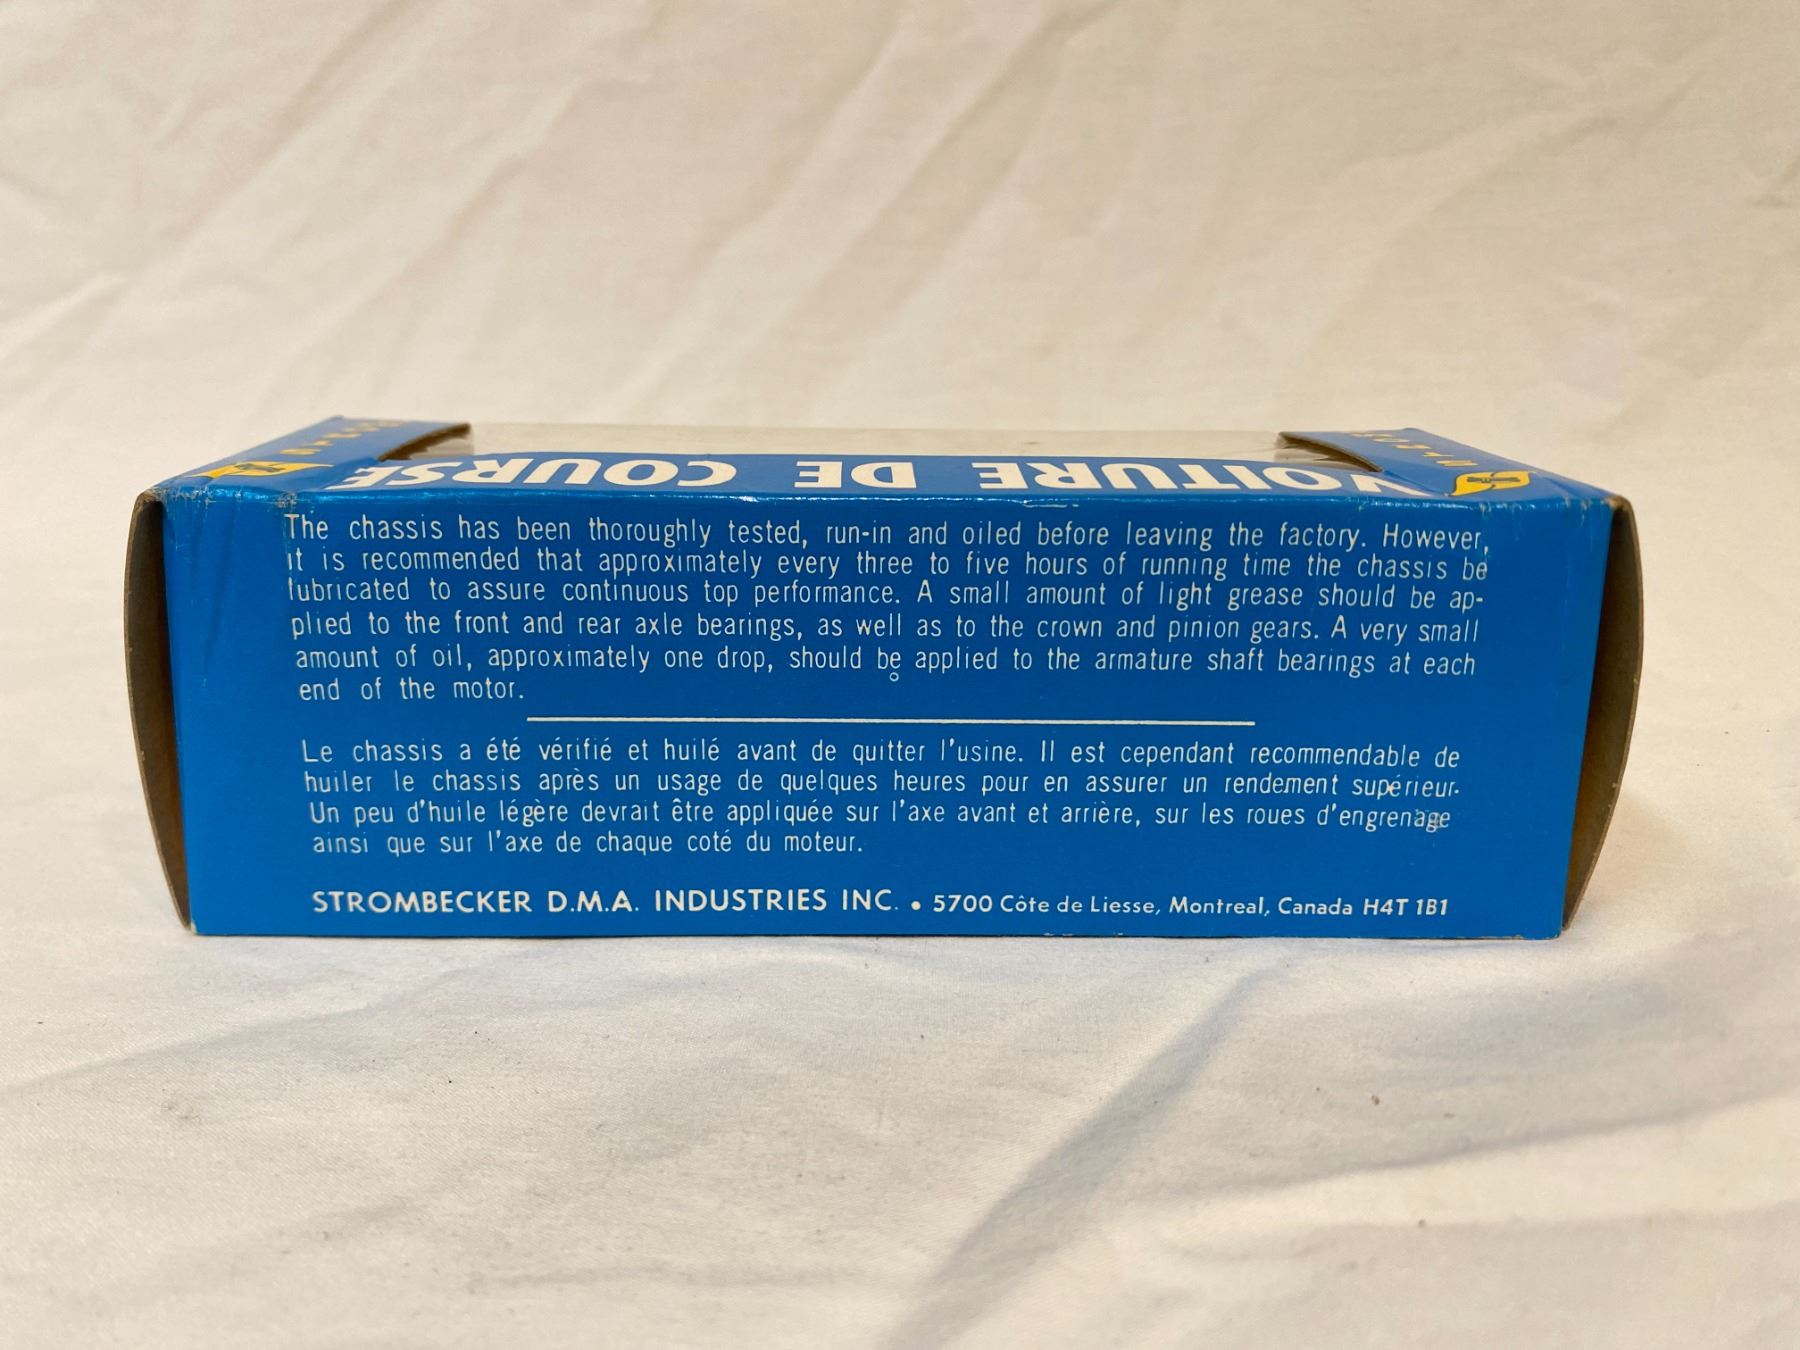 VOITURE DE COURSE
The chassis has been thoroughly tested, run-in and oiled before leaving the factory. However,
it is recommended that approximately every three to five hours of running time the chassis be
lubricated to assure continuous top performance. A small amount of light grease should be ap-
plied to the front and rear axle bearings, as well as to the crown and pinion gears. A very small
amount of oil, approximately one drop, should be applied to the armature shaft bearings at each
end of the motor.
Le chassis a été vérifié et huilé avant de quitter l'usine. Il est cependant recommendable de
huiler le chassis après un usage de quelques heures pour en assurer un rendement supérieur.
Un peu d'huile légère devrait être appliquée sur l'axe avant et arrière, sur les roues d'engrenage
ainsi que sur l'axe de chaque coté du moteur.
STROMBECKER D.M.A. INDUSTRIES INC. • 5700 Côte de Liesse, Montreal, Canada H4T 1B1